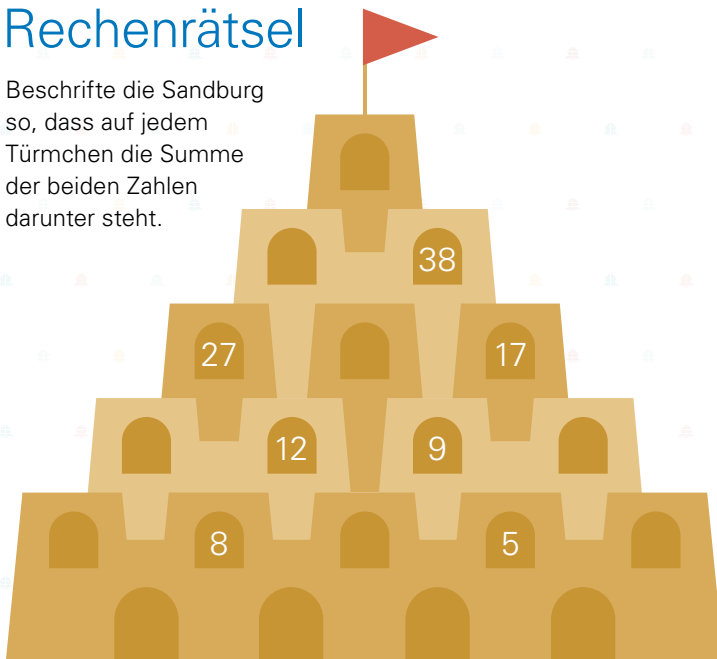 Rechenrätsel
Beschrifte die Sandburg
so, dass auf jedem
Türmchen die Summe
der beiden Zahlen
darunter steht.
38
27 17
12 9
8 5